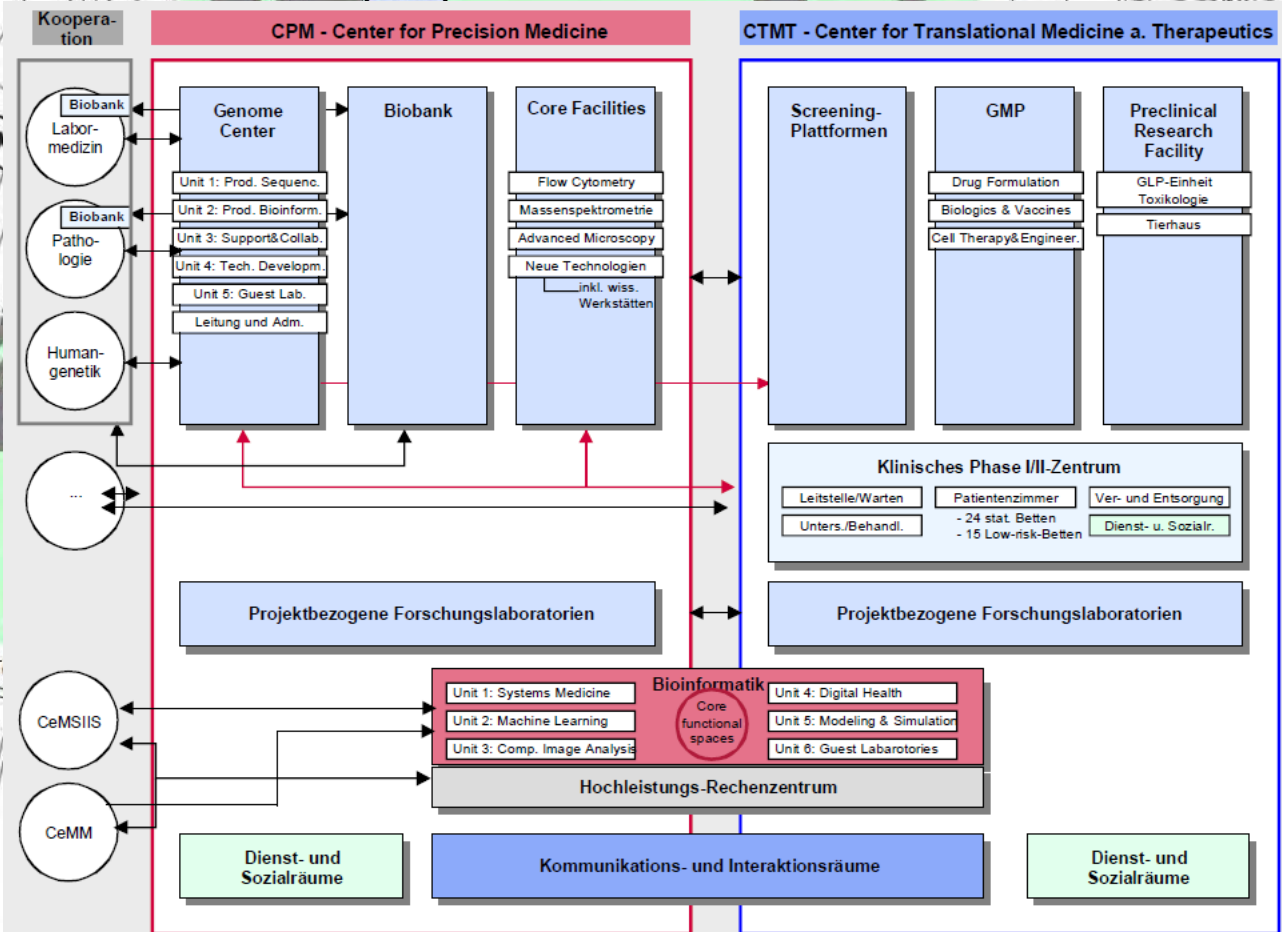 Koopera-
tion
CPM - Center for Precision Medicine
CTMT - Center for Translational Medicine a. Therapeutics
Biobank
Labor-
medizin
Biobank
Patho-
logie
Human-
genetik
...
CeMSIIS
CeMM
Genome
Center
Unit 1: Prod. Sequenc.
Unit 2: Prod. Bioinform.
Unit 3: Support&Collab.
Unit 4: Tech. Developm.
Unit 5: Guest Lab.
Leitung und Adm.
Biobank
Core Facilities
Flow Cytometry
Massenspektrometrie
Advanced Microscopy
Neue Technologien
inkl. wiss.
Werkstätten
Screening-
Plattformen
GMP
Drug Formulation
Biologics & Vaccines
Cell Therapy&Engineer.
Preclinical
Research
Facility
GLP-Einheit
Toxikologie
Tierhaus
Klinisches Phase I/II-Zentrum
Leitstelle/Warten
Unters./Behandl.
Patientenzimmer
- 24 stat. Betten
- 15 Low-risk-Betten
Ver- und Entsorgung
Dienst- u. Sozialr.
Projektbezogene Forschungslaboratorien
Projektbezogene Forschungslaboratorien
Bioinformatik
Unit 1: Systems Medicine
Unit 2: Machine Learning
Unit 3: Comp. Image Analysis
Core
functional
spaces
Unit 4: Digital Health
Unit 5: Modeling & Simulation
Unit 6: Guest Labarotories
Hochleistungs-Rechenzentrum
Dienst- und
Sozialräume
Kommunikations- und Interaktionsräume
Dienst- und
Sozialräume